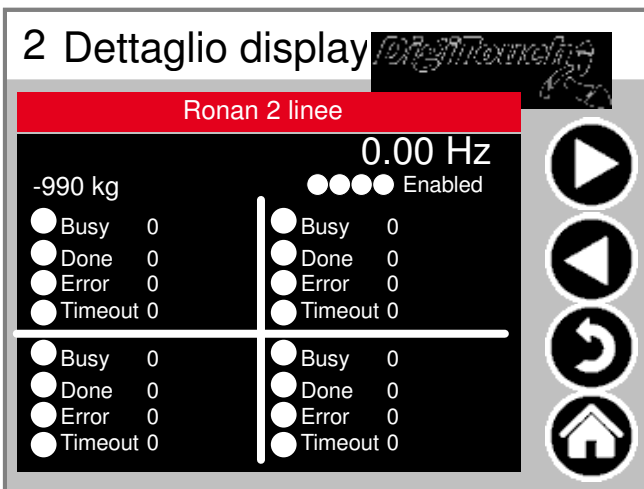 2 Dettaglio display DigiTouch
Ronan 2 linee
0.00 Hz
-990 kg Enabled
Busy 0 Busy 0
Done 0 Done 0
Error 0 Error 0
Timeout 0 Timeout 0
Busy 0 Busy 0
Done 0 Done 0
Error 0 Error 0
Timeout 0 Timeout 0